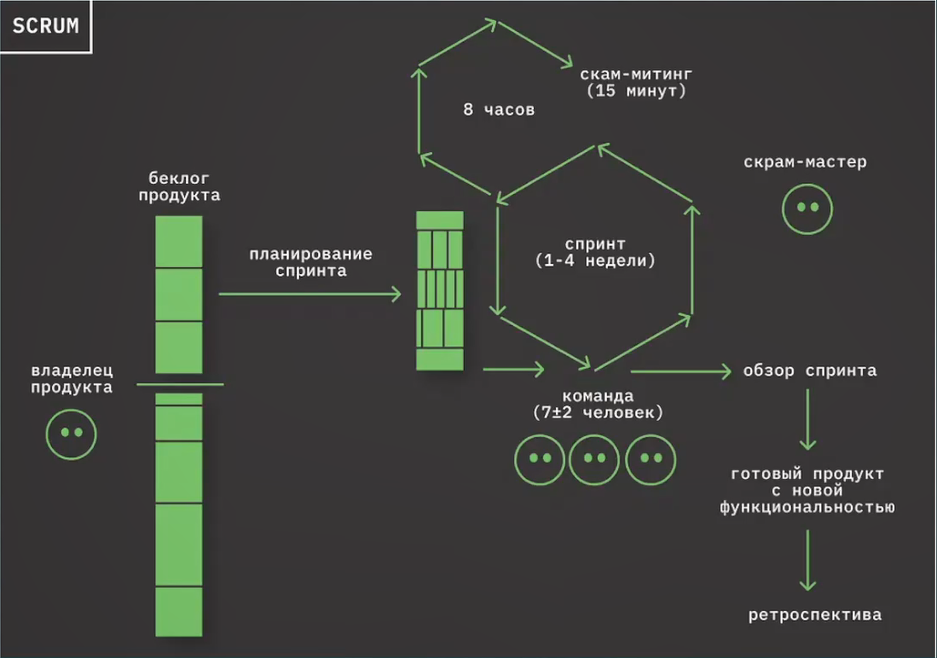 SCRUM
скам-митинг
(15 минут)
8 часов
скрам-мастер
беклог
продукта
планирование
спринта
спринт
(1-4 недели)
владелец
продукта
обзор спринта
команда
(7±2 человек)
готовый продукт
с новой
функциональностью
ретроспектива